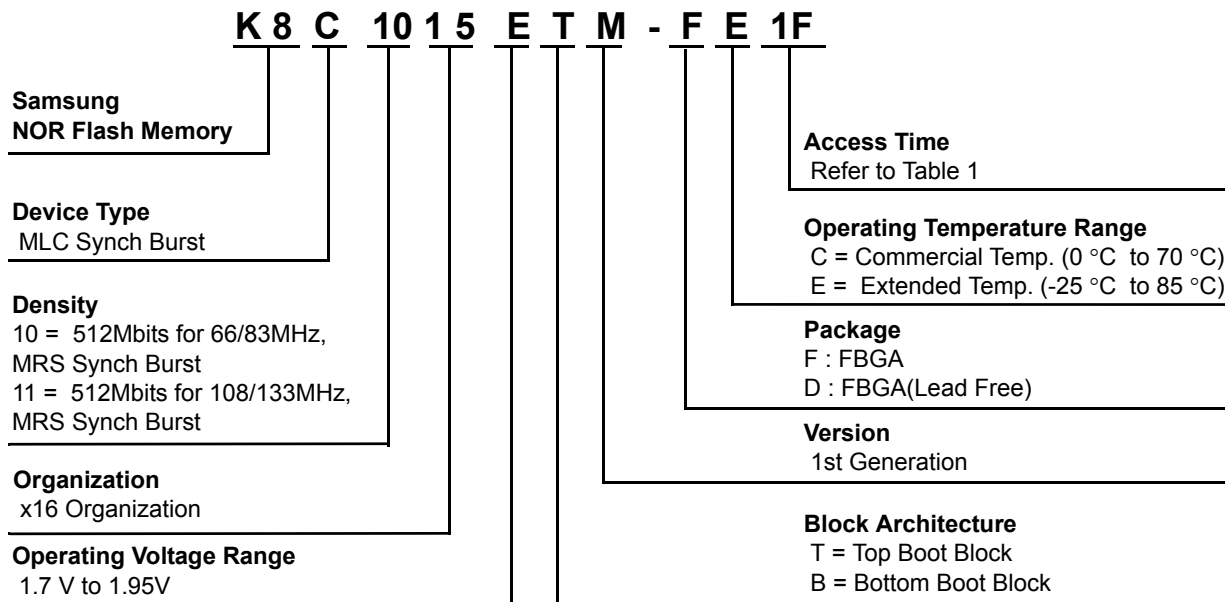 K 8 C 10 1 5 E T M - F E 1F
Samsung
NOR Flash Memory
Device Type
MLC Synch Burst
Density
10 = 512Mbits for 66/83MHz,
MRS Synch Burst
11 = 512Mbits for 108/133MHz,
MRS Synch Burst
Organization
x16 Organization
Operating Voltage Range
1.7 V to 1.95V
Access Time
Refer to Table 1
Operating Temperature Range
C = Commercial Temp. (0 °C to 70 °C)
E = Extended Temp. (-25 °C to 85 °C)
Package
F : FBGA
D : FBGA(Lead Free)
Version
1st Generation
Block Architecture
T = Top Boot Block
B = Bottom Boot Block